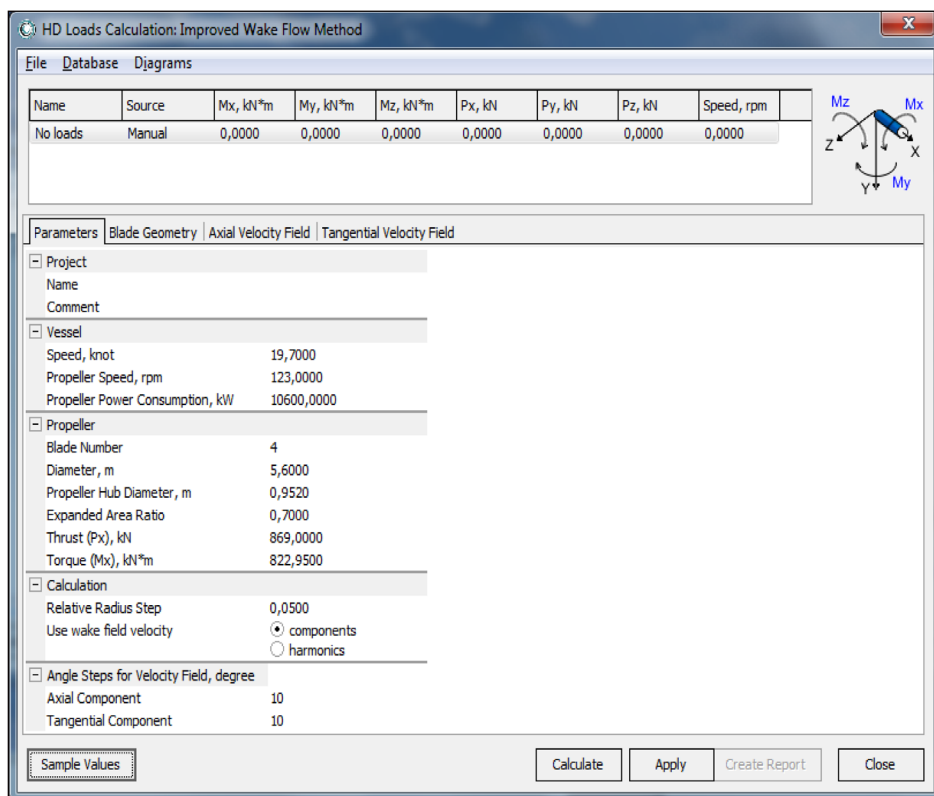 HD Loads Calculation: Improved Wake Flow Method
X
File Database Diagrams
Name Source Mx, kN*m My, kN*m Mz, kN*m Px, kN Py, kN Pz, kN Speed, rpm
No loads Manual 0,0000 0,0000 0,0000 0,0000 0,0000 0,0000 0,0000
Mz Mx
Z X
Y My
Parameters Blade Geometry Axial Velocity Field Tangential Velocity Field
Project
Name
Comment
Vessel
Speed, knot 19,7000
Propeller Speed, rpm 123,0000
Propeller Power Consumption, kW 10600,0000
Propeller
Blade Number 4
Diameter, m 5,6000
Propeller Hub Diameter, m 0,9520
Expanded Area Ratio 0,7000
Thrust (Px), kN 869,0000
Torque (Mx), kN*m 822,9500
Calculation
Relative Radius Step 0,0500
Use wake field velocity components
harmonics
Angle Steps for Velocity Field, degree
Axial Component 10
Tangential Component 10
Sample Values Calculate Apply Create Report Close